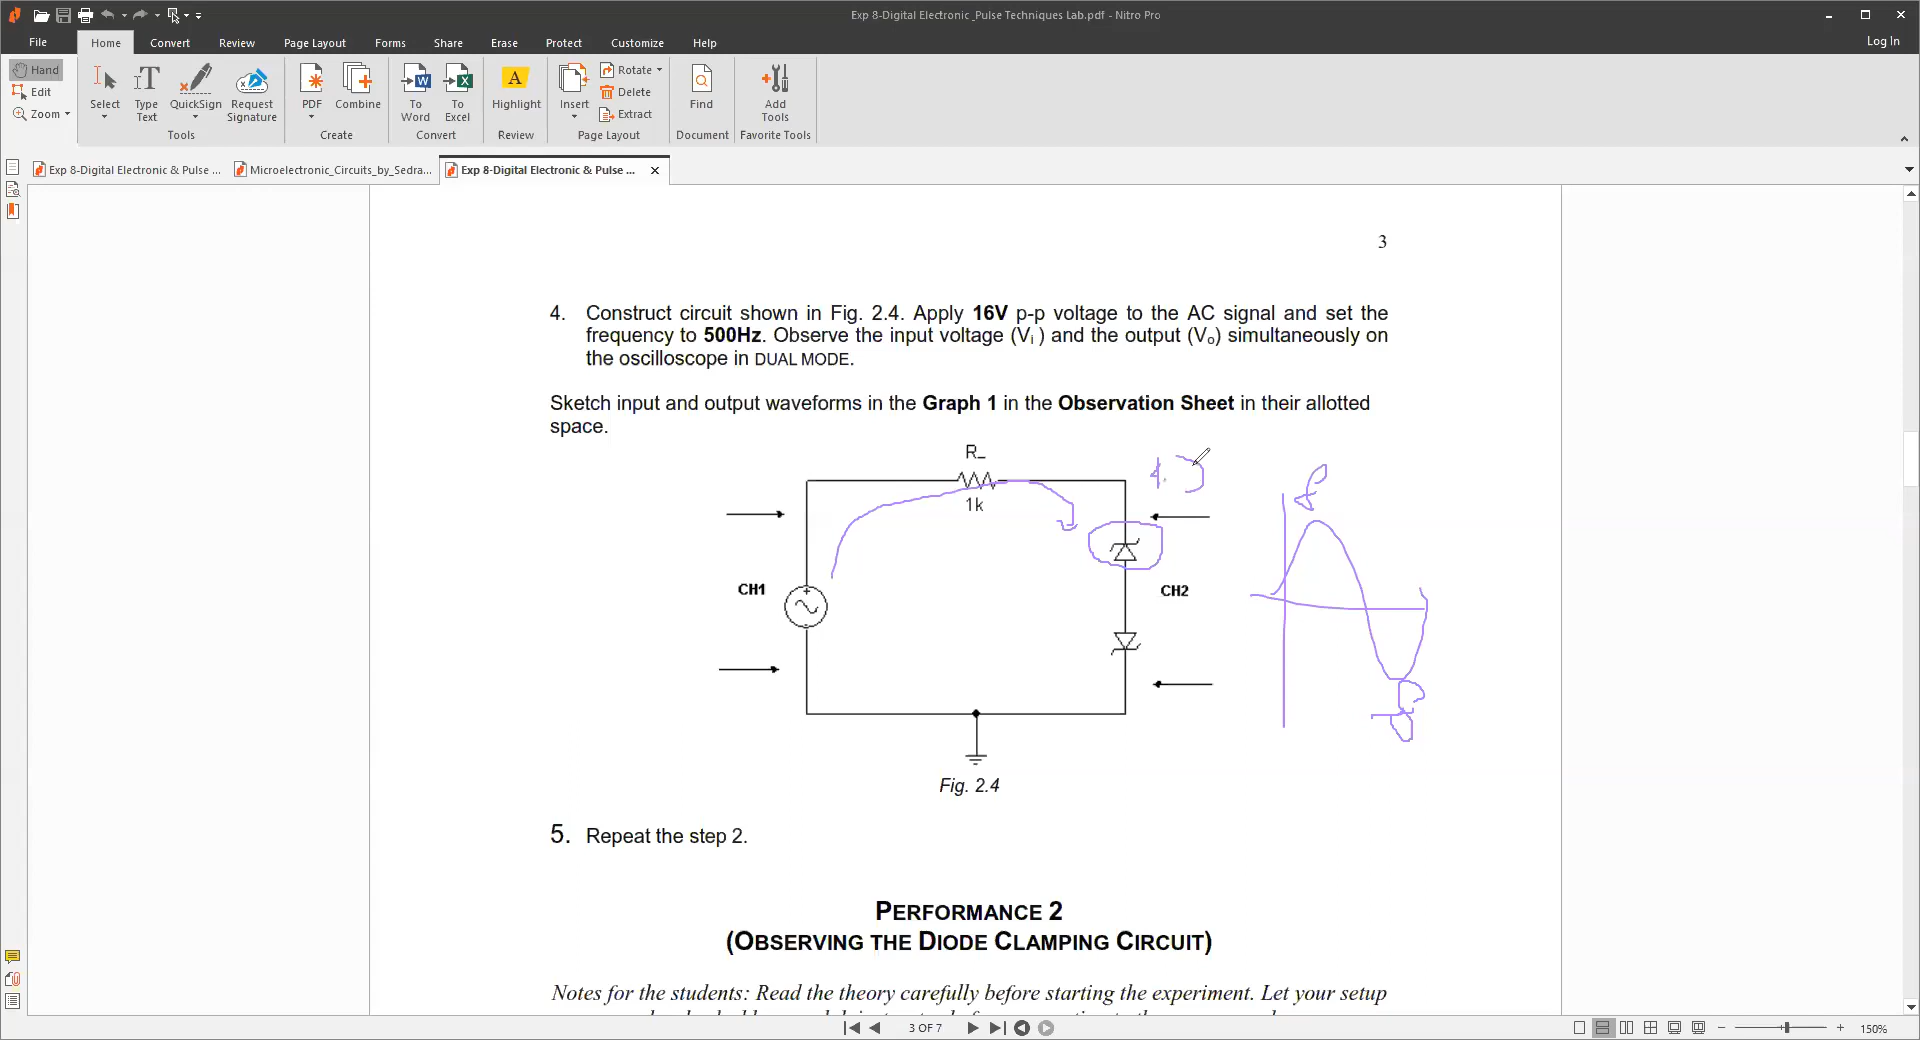 Exp 8-Digital Electronic _Pulse Techniques Lab.pdf - Nitro Pro
File Home Convert Review Page Layout Forms Share Erase Protect Customize Help Log In
Hand
Edit
Zoom
Select
Type Text
QuickSign
Request Signature
Tools
PDF
Combine
Create
To Word
To Excel
Convert
Highlight
Review
Insert
Rotate
Delete
Extract
Page Layout
Find
Document
Add Tools
Favorite Tools
Exp 8-Digital Electronic & Pulse ...
Microelectronic_Circuits_by_Sedra...
Exp 8-Digital Electronic & Pulse ...
3
4. Construct circuit shown in Fig. 2.4. Apply 16V p-p voltage to the AC signal and set the
frequency to 500Hz. Observe the input voltage (Vi ) and the output (Vo) simultaneously on
the oscilloscope in DUAL MODE.
Sketch input and output waveforms in the Graph 1 in the Observation Sheet in their allotted
space.
R_
1k
CH1
CH2
Fig. 2.4
5. Repeat the step 2.
PERFORMANCE 2
(OBSERVING THE DIODE CLAMPING CIRCUIT)
Notes for the students: Read the theory carefully before starting the experiment. Let your setup
3 OF 7
150%